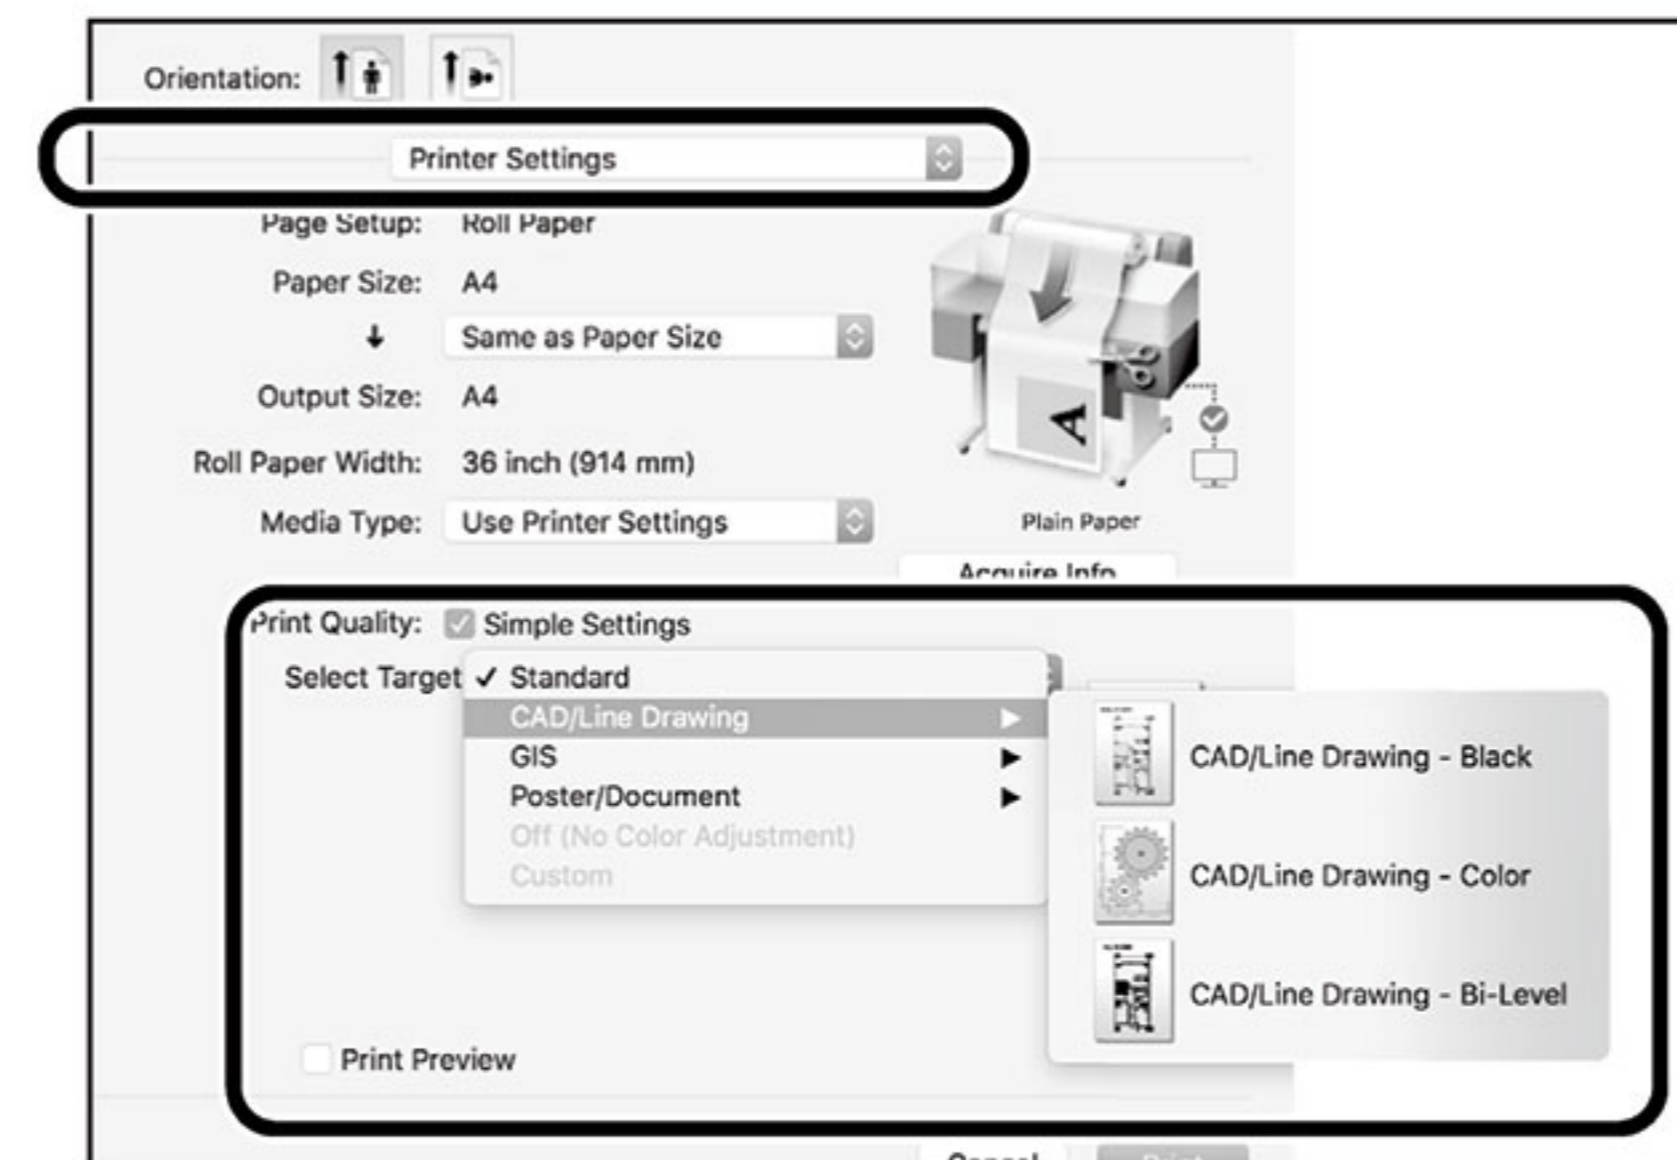 Orientation:
Printer Settings
Page Setup: Roll Paper
Paper Size: A4
Same as Paper Size
Output Size: A4
Roll Paper Width: 36 inch (914 mm)
Media Type: Use Printer Settings
A
Plain Paper
Acquire Info
Print Quality: Simple Settings
Select Target Standard
CAD/Line Drawing
GIS
Poster/Document
Off (No Color Adjustment)
Custom
CAD/Line Drawing - Black
CAD/Line Drawing - Color
CAD/Line Drawing - Bi-Level
Print Preview
Cancel Print